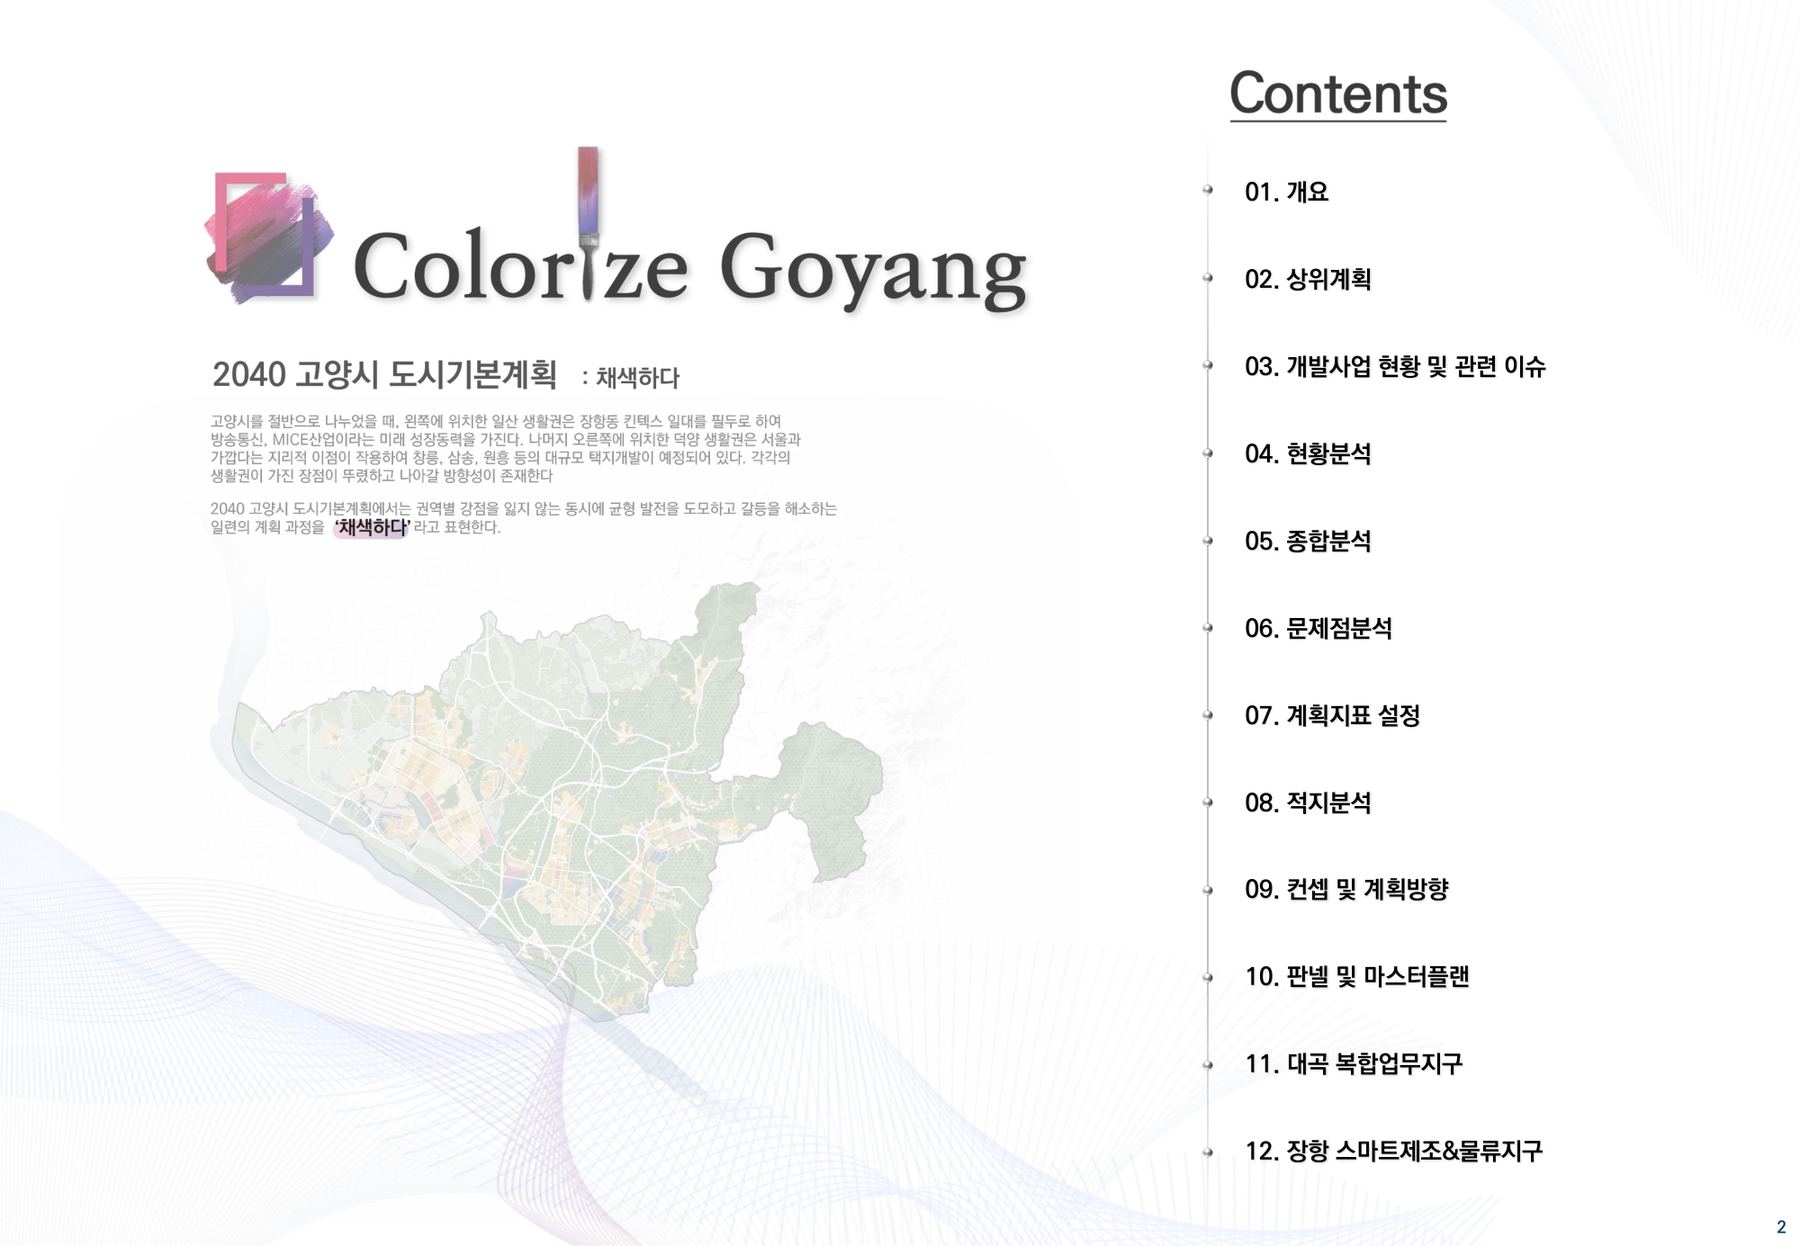 Colorize Goyang
2040 고양시 도시기본계획 : 채색하다
고양시를 절반으로 나누었을 때, 왼쪽에 위치한 일산 생활권은 장항동 킨텍스 일대를 필두로 하여
방송통신, MICE산업이라는 미래 성장동력을 가진다. 나머지 오른쪽에 위치한 덕양 생활권은 서울과
가깝다는 지리적 이점이 작용하여 창릉, 삼송, 원흥 등의 대규모 택지개발이 예정되어 있다. 각각의
생활권이 가진 장점이 뚜렷하고 나아갈 방향성이 존재한다
2040 고양시 도시기본계획에서는 권역별 강점을 잃지 않는 동시에 균형 발전을 도모하고 갈등을 해소하는
일련의 계획 과정을 ‘채색하다’ 라고 표현한다.
Contents
01. 개요
02. 상위계획
03. 개발사업 현황 및 관련 이슈
04. 현황분석
05. 종합분석
06. 문제점분석
07. 계획지표 설정
08. 적지분석
09. 컨셉 및 계획방향
10. 판넬 및 마스터플랜
11. 대곡 복합업무지구
12. 장항 스마트제조&물류지구
2